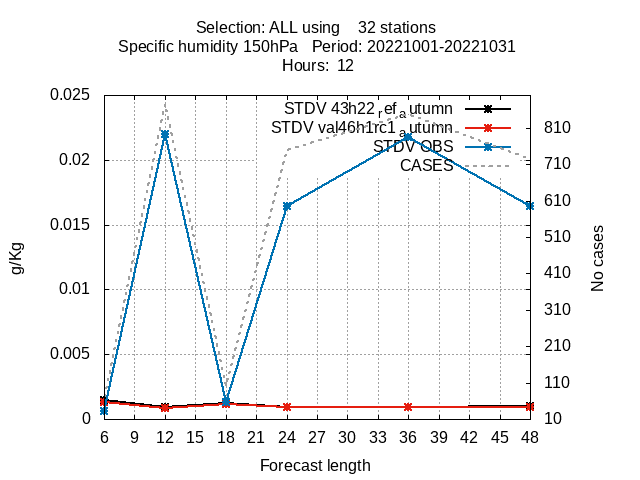 Selection: ALL using 32 stations
Specific humidity 150hPa Period: 20221001-20221031
Hours: 12
STDV 43h22_ref_autumn
STDV val46h1rc1_autumn
STDV OBS
CASES
0.025
0.02
0.015
0.01
0.005
0
810
710
610
510
410
310
210
110
10
g/Kg
No cases
6 9 12 15 18 21 24 27 30 33 36 39 42 45 48
Forecast length